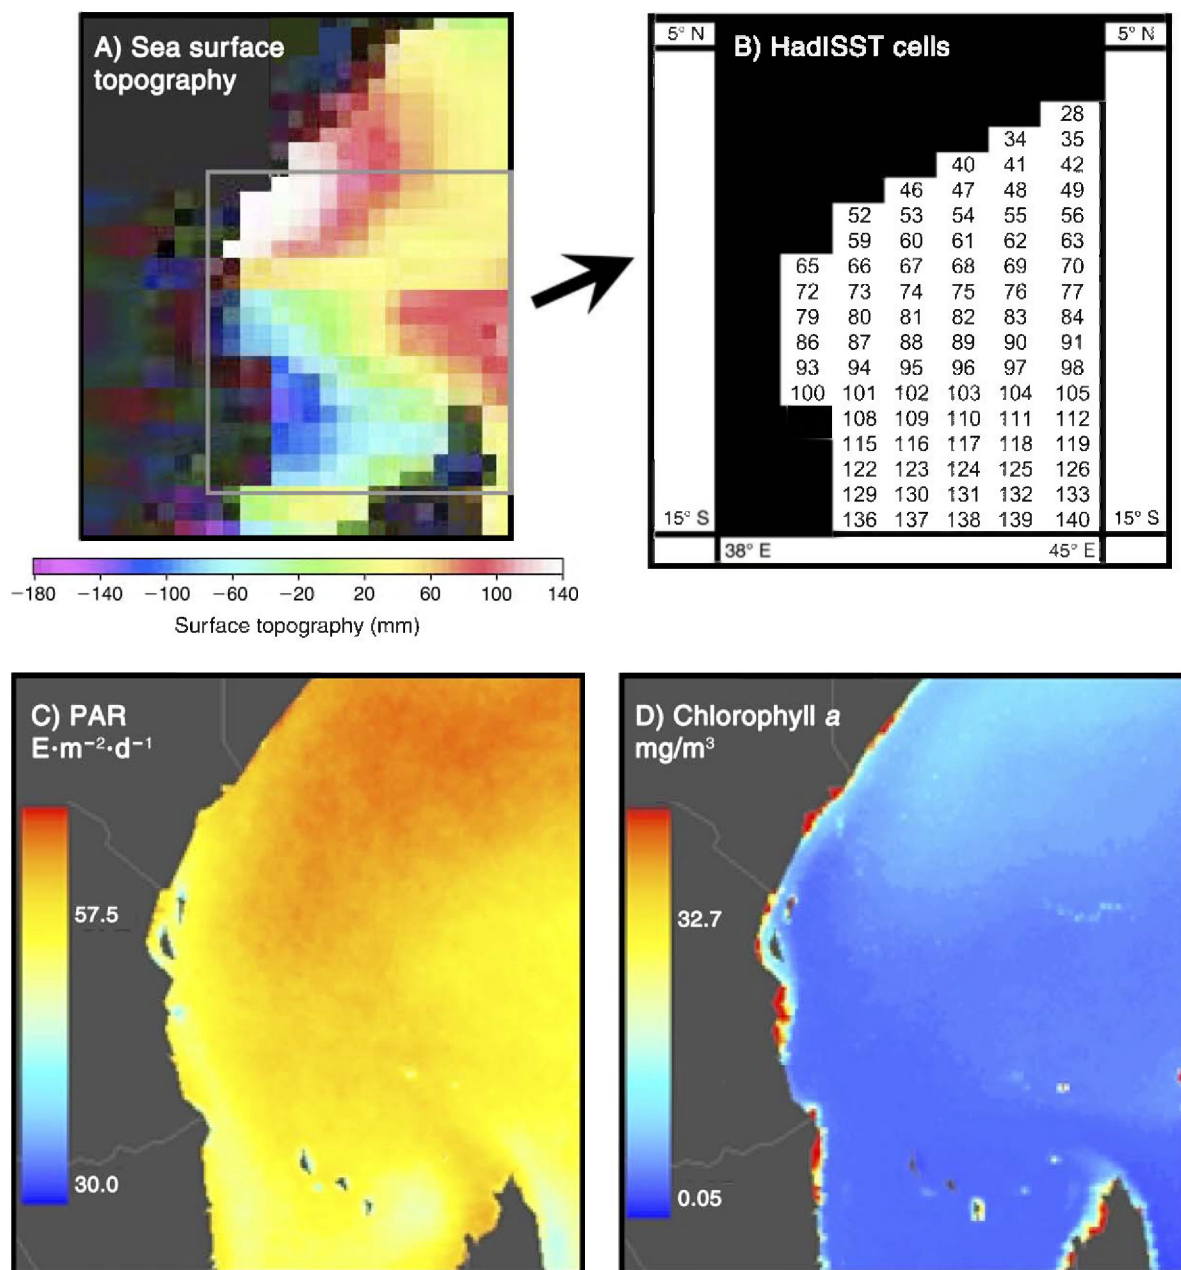 A) Sea surface
topography
−180 −140 −100 −60 −20 20 60 100 140
Surface topography (mm)
5° N 5° N
B) HadISST cells
28
34 35
40 41 42
46 47 48 49
52 53 54 55 56
59 60 61 62 63
65 66 67 68 69 70
72 73 74 75 76 77
79 80 81 82 83 84
86 87 88 89 90 91
93 94 95 96 97 98
100 101 102 103 104 105
108 109 110 111 112
115 116 117 118 119
122 123 124 125 126
129 130 131 132 133
15° S 136 137 138 139 140 15° S
38° E 45° E
C) PAR
E·m⁻²·d⁻¹
57.5
30.0
D) Chlorophyll a
mg/m³
32.7
0.05